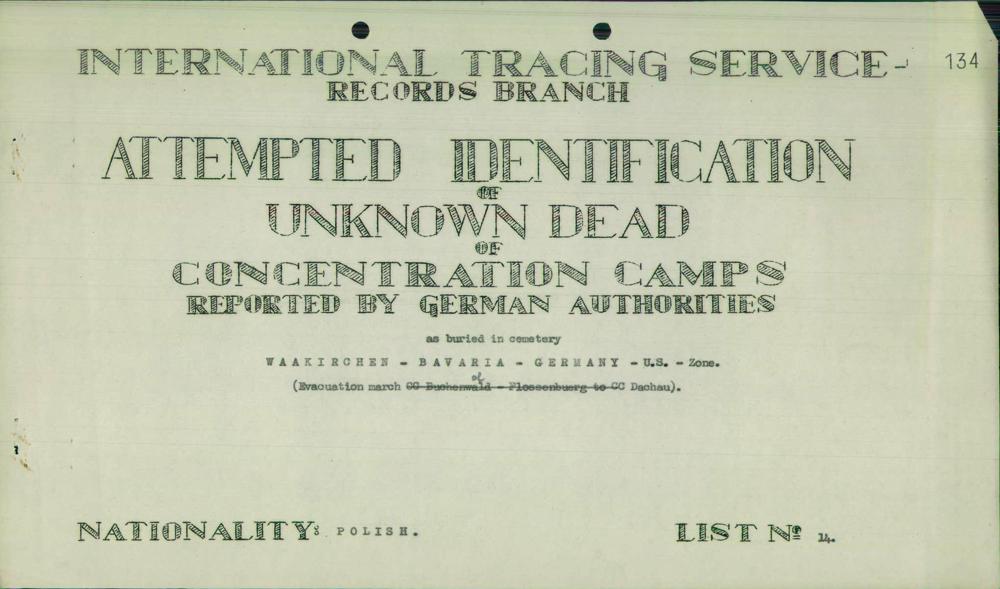 INTERNATIONAL TRACING SERVICE - 134
RECORDS BRANCH
ATTEMPTED IDENTIFICATION
OF
UNKNOWN DEAD
OF
CONCENTRATION CAMPS
REPORTED BY GERMAN AUTHORITIES
as buried in cemetery
WAAKIRCHEN - BAVARIA - GERMANY - U.S. - Zone.
of
(Evacuation march CC Buchenwald - Flossenbuerg to CC Dachau).
NATIONALITY: POLISH. LIST Nº 14.